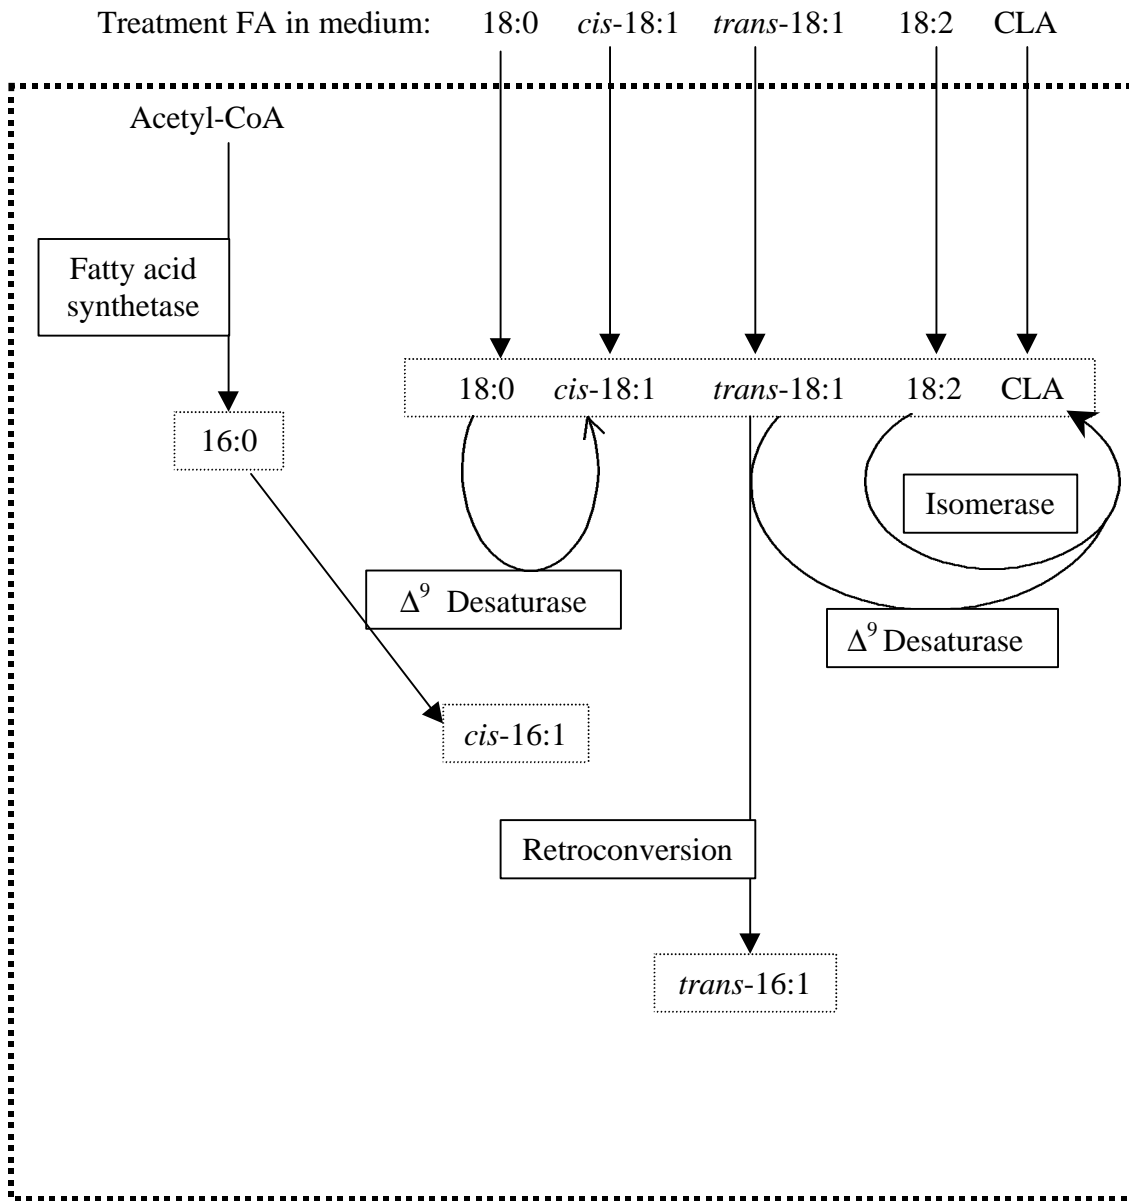 Treatment FA in medium: 18:0 cis-18:1 trans-18:1 18:2 CLA
Acetyl-CoA
Fatty acid
synthetase
18:0 cis-18:1 trans-18:1 18:2 CLA
16:0
Isomerase
Δ⁹ Desaturase
Δ⁹ Desaturase
cis-16:1
Retroconversion
trans-16:1